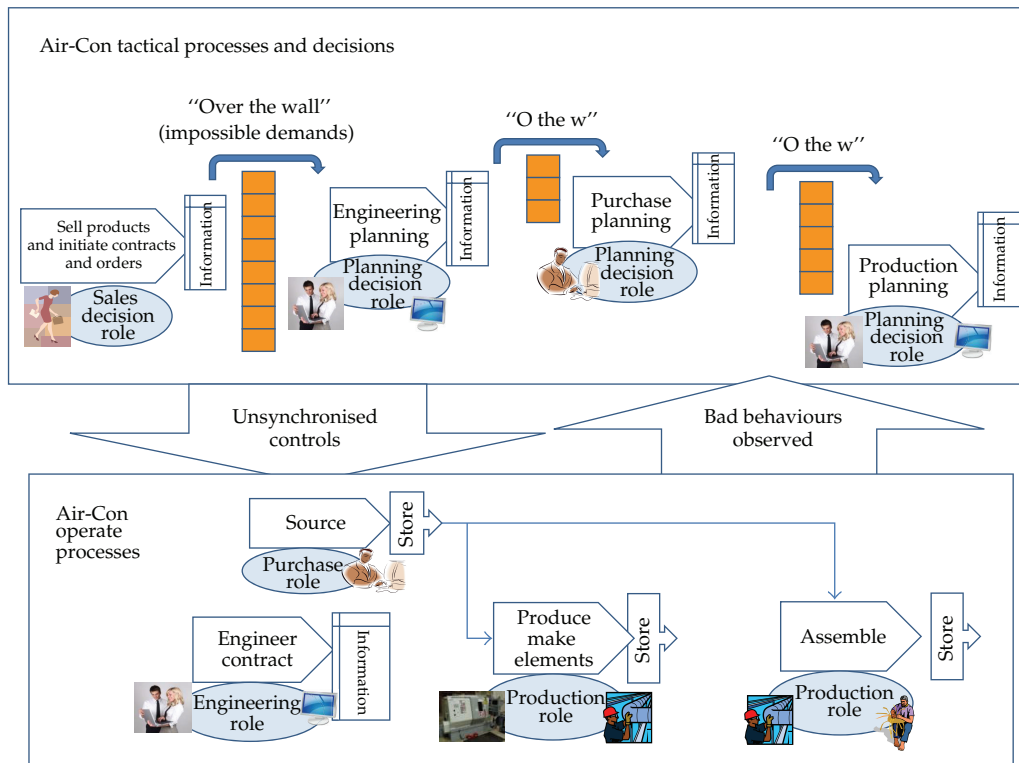 Air-Con tactical processes and decisions
‘‘Over the wall’’
(impossible demands)
‘‘O the w’’
‘‘O the w’’
Sell products
and initiate contracts
and orders
Information
Sales
decision
role
Engineering
planning
Information
Planning
decision
role
Purchase
planning
Information
Planning
decision
role
Production
planning
Information
Planning
decision
role
Unsynchronised
controls
Bad behaviours
observed
Air-Con
operate
processes
Source
Store
Purchase
role
Engineer
contract
Information
Engineering
role
Produce
make
elements
Store
Production
role
Assemble
Store
Production
role